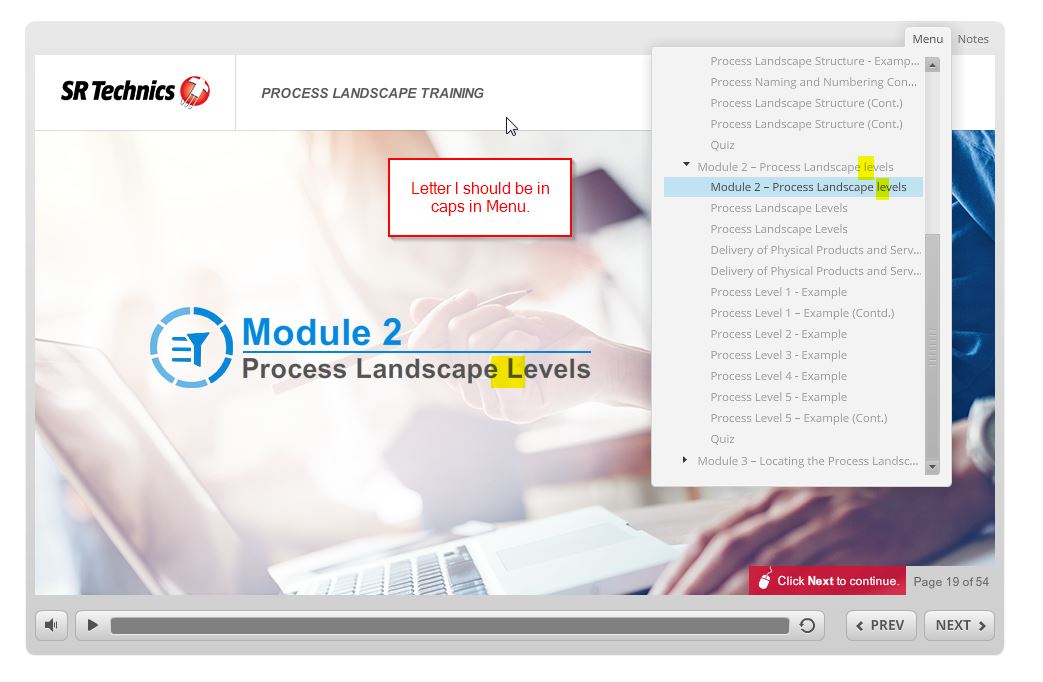 Menu Notes
SR Technics
PROCESS LANDSCAPE TRAINING
Letter l should be in
caps in Menu.
Module 2
Process Landscape Levels
Process Landscape Structure - Examp...
Process Naming and Numbering Con...
Process Landscape Structure (Cont.)
Process Landscape Structure (Cont.)
Quiz
Module 2 – Process Landscape levels
Module 2 – Process Landscape levels
Process Landscape Levels
Process Landscape Levels
Delivery of Physical Products and Serv...
Delivery of Physical Products and Serv...
Process Level 1 - Example
Process Level 1 – Example (Contd.)
Process Level 2 - Example
Process Level 3 - Example
Process Level 4 - Example
Process Level 5 - Example
Process Level 5 – Example (Cont.)
Quiz
Module 3 – Locating the Process Landsc...
Click Next to continue.
Page 19 of 54
PREV
NEXT